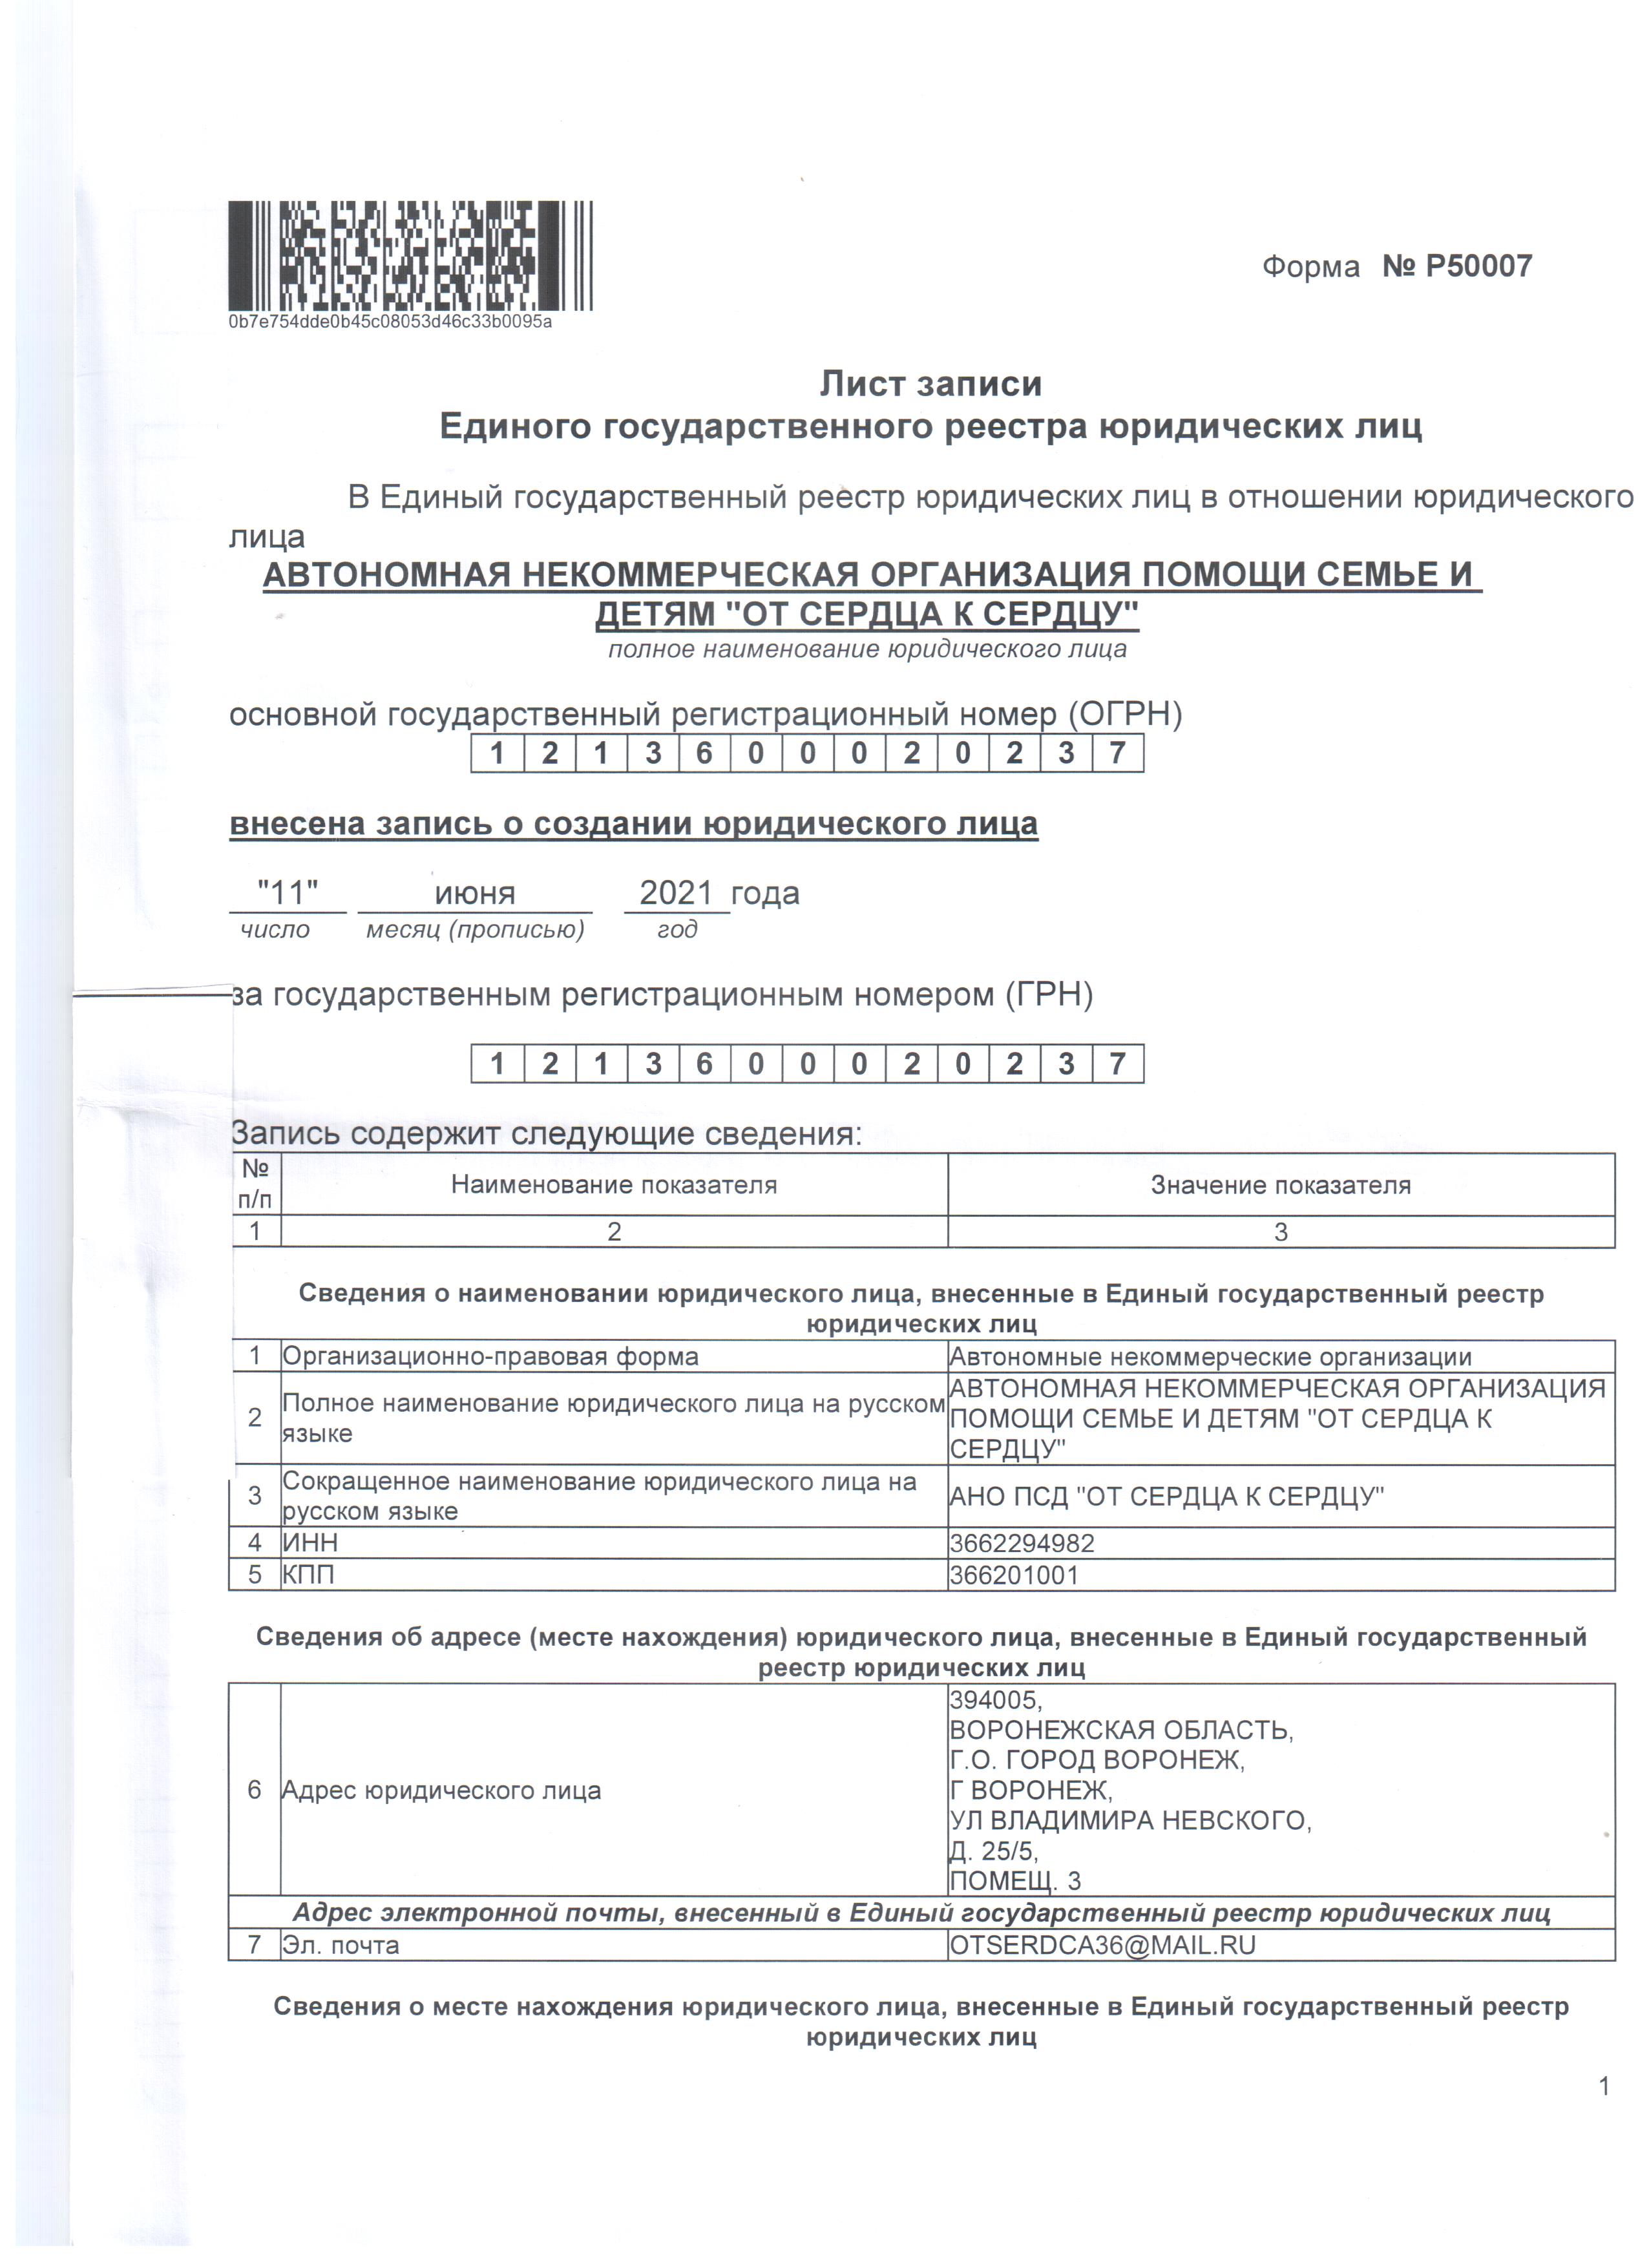 0b7e754dde0b45c08053d46c33b0095a
Форма № Р50007
Лист записи
Единого государственного реестра юридических лиц
В Единый государственный реестр юридических лиц в отношении юридического
лица
АВТОНОМНАЯ НЕКОММЕРЧЕСКАЯ ОРГАНИЗАЦИЯ ПОМОЩИ СЕМЬЕ И
ДЕТЯМ "ОТ СЕРДЦА К СЕРДЦУ"
полное наименование юридического лица
основной государственный регистрационный номер (ОГРН)
1 2 1 3 6 0 0 0 2 0 2 3 7
внесена запись о создании юридического лица
"11" июня 2021 года
число месяц (прописью) год
за государственным регистрационным номером (ГРН)
1 2 1 3 6 0 0 0 2 0 2 3 7
Запись содержит следующие сведения:
№ п/п Наименование показателя Значение показателя
1 2 3
Сведения о наименовании юридического лица, внесенные в Единый государственный реестр
юридических лиц
1 Организационно-правовая форма Автономные некоммерческие организации
2 Полное наименование юридического лица на русском языке АВТОНОМНАЯ НЕКОММЕРЧЕСКАЯ ОРГАНИЗАЦИЯ
ПОМОЩИ СЕМЬЕ И ДЕТЯМ "ОТ СЕРДЦА К
СЕРДЦУ"
3 Сокращенное наименование юридического лица на
русском языке АНО ПСД "ОТ СЕРДЦА К СЕРДЦУ"
4 ИНН 3662294982
5 КПП 366201001
Сведения об адресе (месте нахождения) юридического лица, внесенные в Единый государственный
реестр юридических лиц
6 Адрес юридического лица 394005,
ВОРОНЕЖСКАЯ ОБЛАСТЬ,
Г.О. ГОРОД ВОРОНЕЖ,
Г ВОРОНЕЖ,
УЛ ВЛАДИМИРА НЕВСКОГО,
Д. 25/5,
ПОМЕЩ. 3
Адрес электронной почты, внесенный в Единый государственный реестр юридических лиц
7 Эл. почта OTSERDCA36@MAIL.RU
Сведения о месте нахождения юридического лица, внесенные в Единый государственный реестр
юридических лиц
1